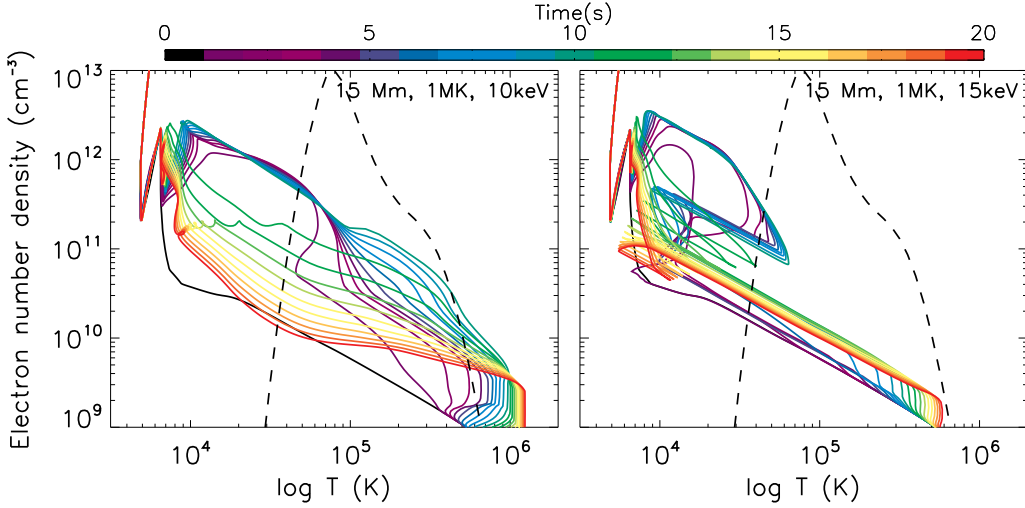 Time(s)
0 5 10 15 20
15 Mm, 1MK, 10keV
15 Mm, 1MK, 15keV
Electron number density (cm⁻³)
10¹³
10¹²
10¹¹
10¹⁰
10⁹
10⁴ 10⁵ 10⁶
10⁴ 10⁵ 10⁶
log T (K)
log T (K)